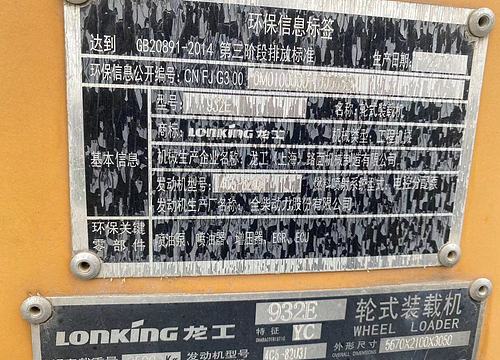 环保信息标签
达到 GB20891-2014 第三阶段排放标准 生产日期:
环保信息公开编号: CN FJ G3 00
型号: 932E 名称: 轮式装载机
商标: LONKING 龙工 机械类型: 工程机械
基本信息 机械生产企业名称: 龙工(上海)路面机械制造有限公司
发动机型号:
发动机生产厂名称: 全柴动力股份有限公司
环保关键零部件 喷油泵、喷油器、增压器、EGR、ECU
LONKING 龙工 932E 轮式装载机
WHEEL LOADER
特征 YC 外形尺寸 5670X2100X3050
OVERALL DIMENSIONS
kg 发动机型号 4C6-82U31